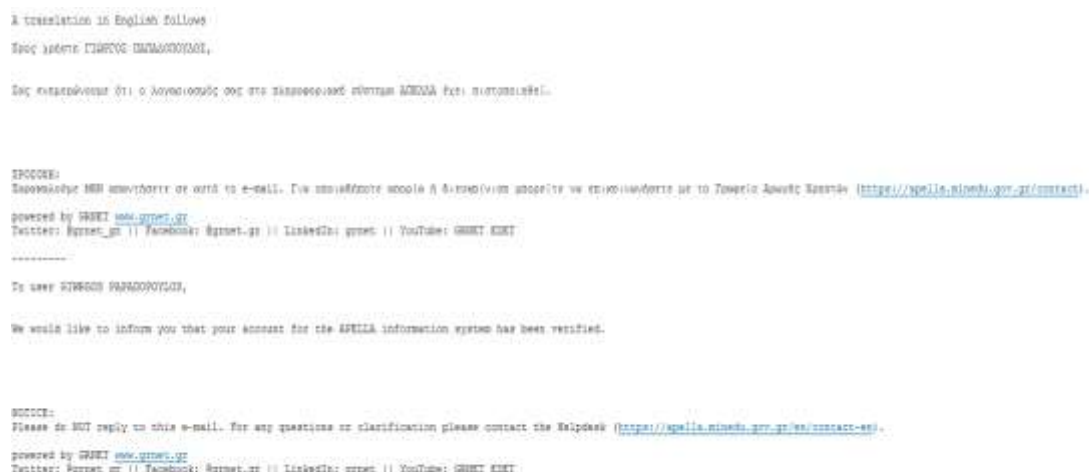 A translation in English follows
Προς χρήστη ΓΙΩΡΓΟΣ ΠΑΠΑΔΟΠΟΥΛΟΣ,
Σας ενημερώνουμε ότι ο λογαριασμός σας στο πληροφοριακό σύστημα ΑΠΕΛΛΑ έχει πιστοποιηθεί.
ΠΡΟΣΟΧΗ:
Παρακαλούμε ΜΗΝ απαντήσετε σε αυτό το e-mail. Για οποιαδήποτε απορία ή διευκρίνιση μπορείτε να επικοινωνήσετε με το Γραφείο Αρωγής Χρηστών (https://apella.minedu.gov.gr/contact).
powered by GRNET www.grnet.gr
Twitter: @grnet_gr || Facebook: @grnet.gr || LinkedIn: grnet || YouTube: GRNET EDET
---------
To user GIWRGOS PAPADOPOYLOS,
We would like to inform you that your account for the APELLA information system has been verified.
NOTICE:
Please do NOT reply to this e-mail. For any questions or clarification please contact the Helpdesk (https://apella.minedu.gov.gr/en/contact-en).
powered by GRNET www.grnet.gr
Twitter: @grnet_gr || Facebook: @grnet.gr || LinkedIn: grnet || YouTube: GRNET EDET